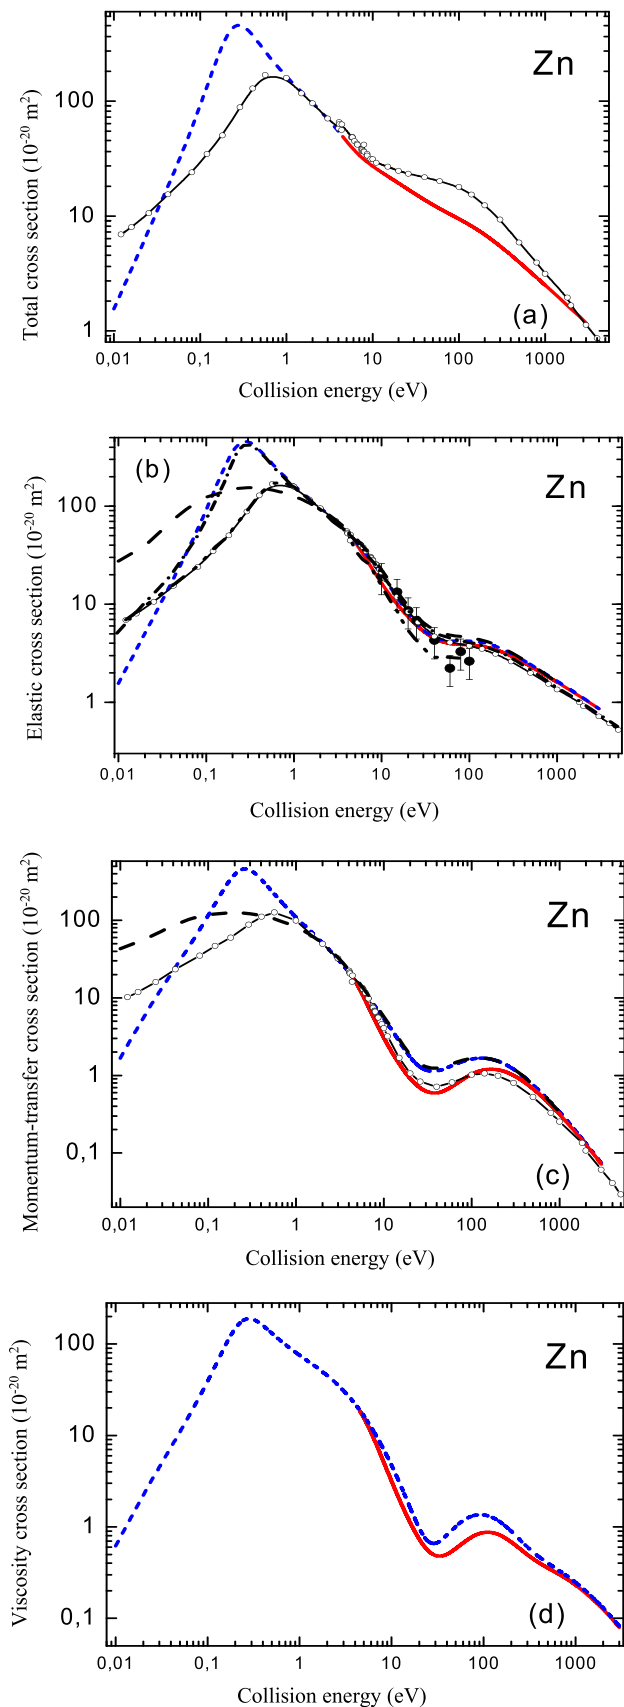 Zn
Total cross section (10-20 m2)
100
10
1
(a)
0,01 0,1 1 10 100 1000
Collision energy (eV)
(b)
Zn
Elastic cross section (10-20 m2)
100
10
1
0,01 0,1 1 10 100 1000
Collision energy (eV)
Zn
Momentum-transfer cross section (10-20 m2)
100
10
1
0,1
(c)
0,01 0,1 1 10 100 1000
Collision energy (eV)
Zn
Viscosity cross section (10-20 m2)
100
10
1
0,1
(d)
0,01 0,1 1 10 100 1000
Collision energy (eV)